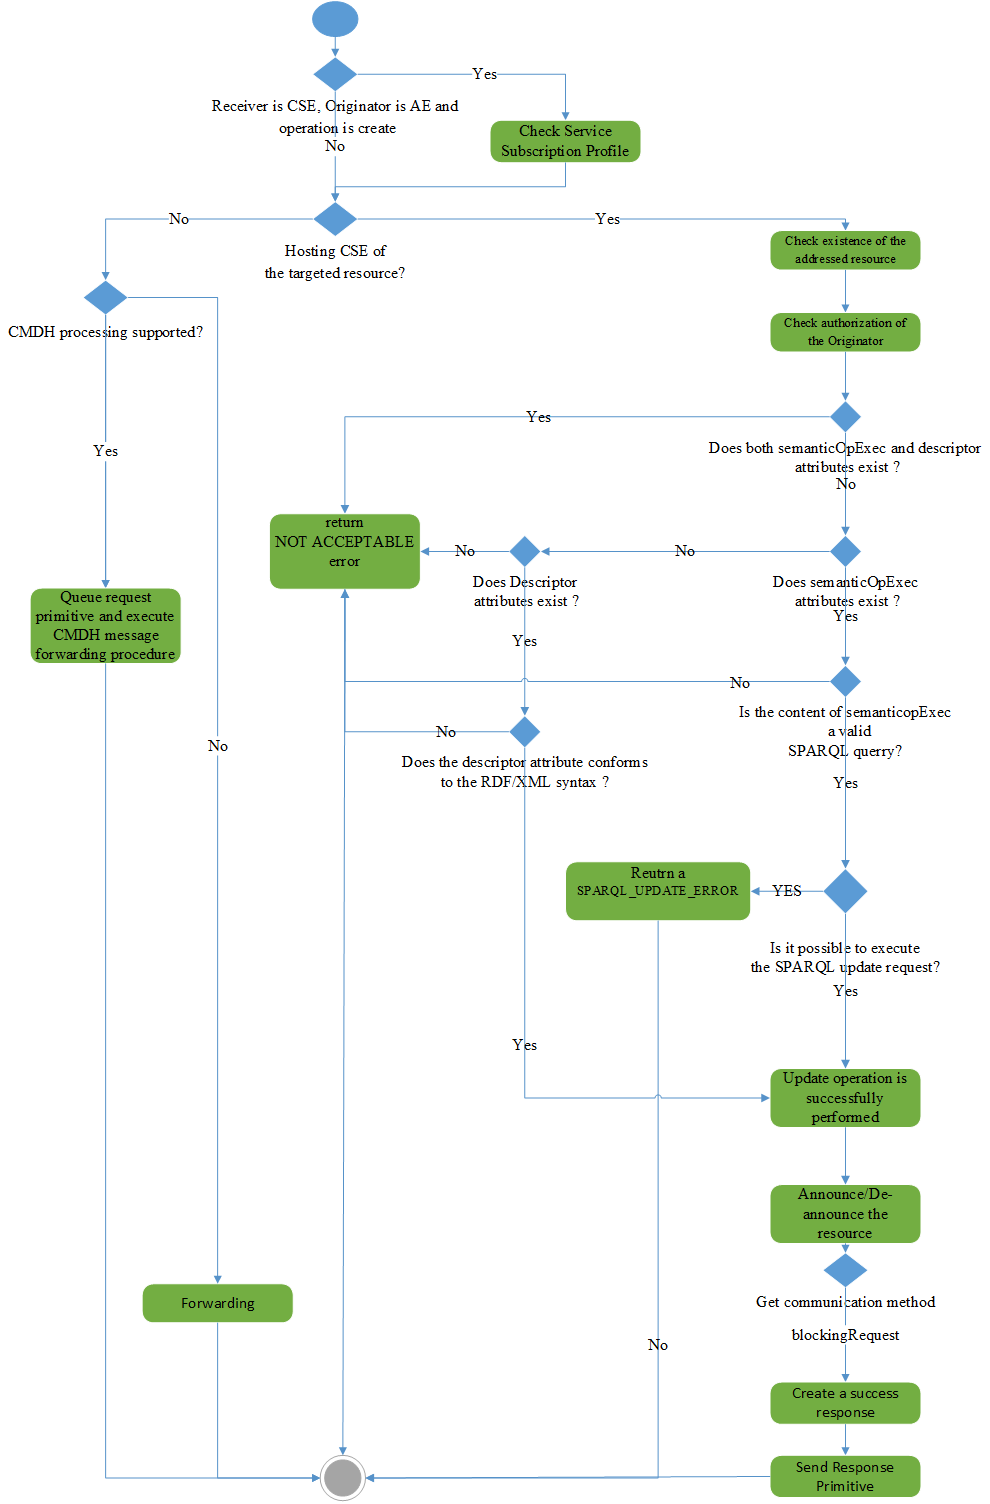 Yes
Receiver is CSE, Originator is AE and
operation is create
No
Check Service
Subscription Profile
No
Yes
Hosting CSE of
the targeted resource?
Check existence of the
addressed resource
CMDH processing supported?
Check authorization of
the Originator
Yes
Yes
Does both semanticOpExec and descriptor
attributes exist ?
No
return
NOT ACCEPTABLE
error
No
No
Does Descriptor
attributes exist ?
Does semanticOpExec
attributes exist ?
Yes
Queue request
primitive and execute
CMDH message
forwarding procedure
Yes
No
Is the content of semanticopExec
a valid
SPARQL querry?
No
No
Does the descriptor attribute conforms
to the RDF/XML syntax ?
Yes
Reutrn a
SPARQL_UPDATE_ERROR
YES
Is it possible to execute
the SPARQL update request?
Yes
Yes
Update operation is
successfully
performed
Announce/De-
announce the
resource
Forwarding
Get communication method
blockingRequest
No
Create a success
response
Send Response
Primitive